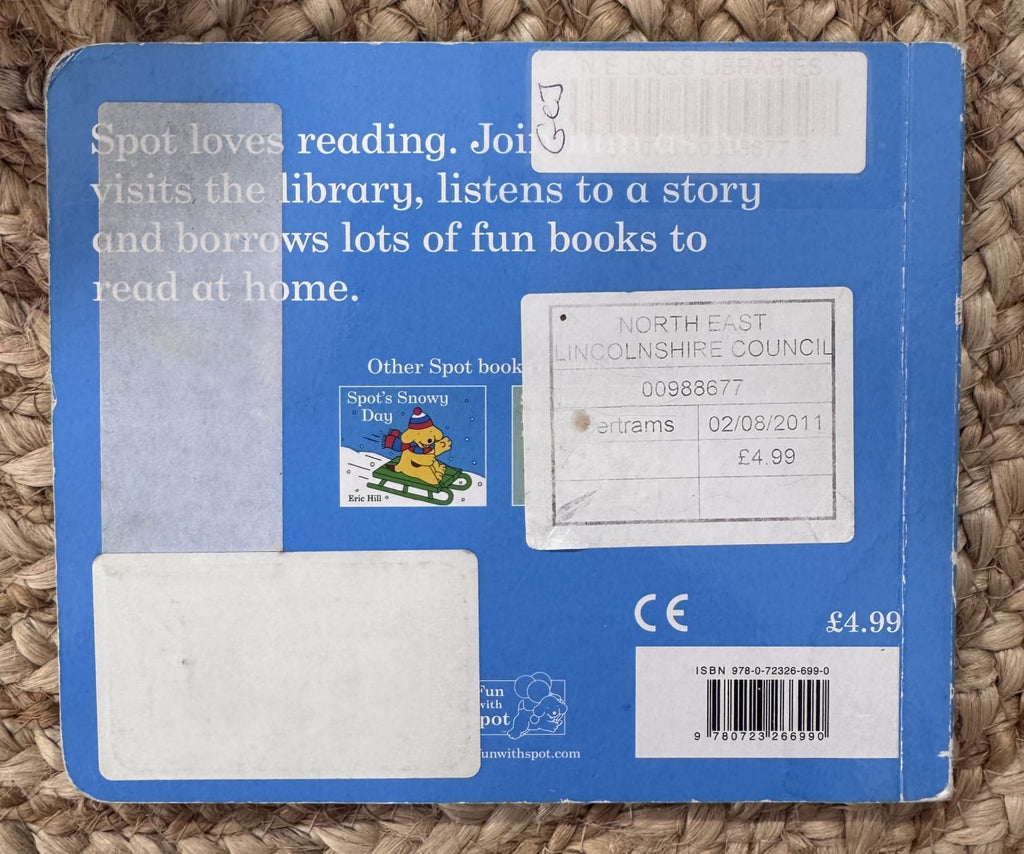 N E LINCS LIBRARIES
Spot loves reading. Joi
visits the library, listens to a story
and borrows lots of fun books to
read at home.
Other Spot book
Spot's Snowy
Day
Eric Hill
NORTH EAST
LINCOLNSHIRE COUNCIL
00988677
ertrams 02/08/2011
£4.99
CE
£4.99
ISBN 978-0-72326-699-0
9 780723 266990
Fun
with
pot
unwithspot.com